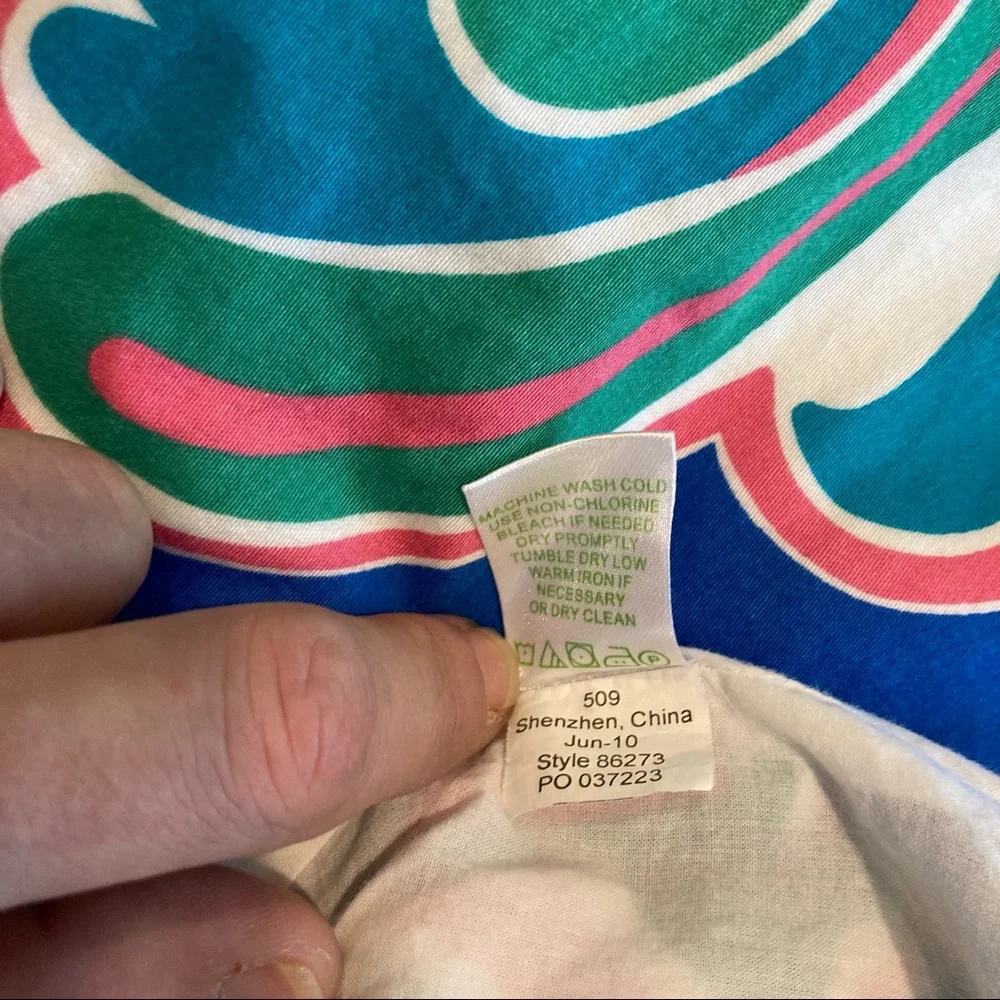 MACHINE WASH COLD
USE NON-CHLORINE
BLEACH IF NEEDED
DRY PROMPTLY
TUMBLE DRY LOW
WARM IRON IF
NECESSARY
OR DRY CLEAN
P
509
Shenzhen, China
Jun-10
Style 86273
PO 037223